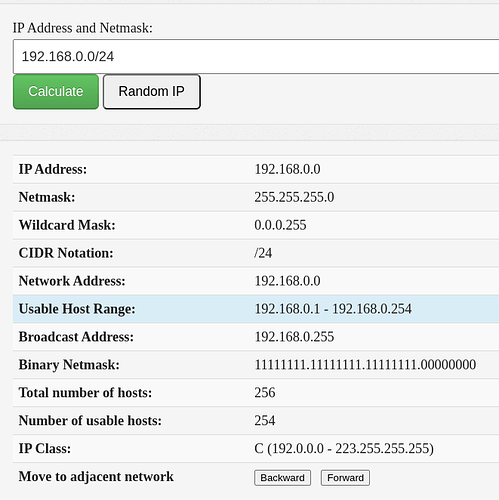 IP Address and Netmask:
192.168.0.0/24
Calculate Random IP
IP Address: 192.168.0.0
Netmask: 255.255.255.0
Wildcard Mask: 0.0.0.255
CIDR Notation: /24
Network Address: 192.168.0.0
Usable Host Range: 192.168.0.1 - 192.168.0.254
Broadcast Address: 192.168.0.255
Binary Netmask: 11111111.11111111.11111111.00000000
Total number of hosts: 256
Number of usable hosts: 254
IP Class: C (192.0.0.0 - 223.255.255.255)
Move to adjacent network Backward Forward